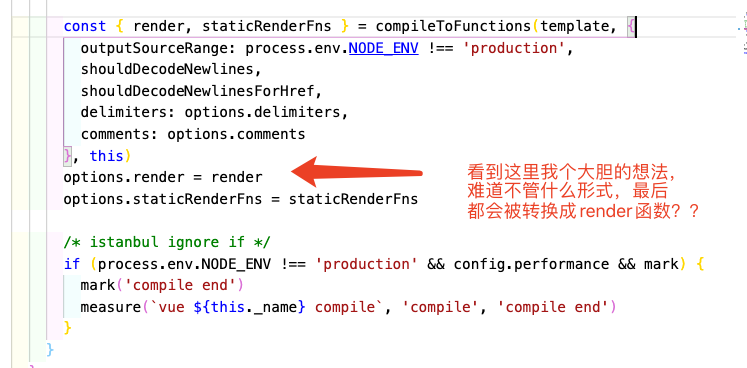 const { render, staticRenderFns } = compileToFunctions(template, {
outputSourceRange: process.env.NODE_ENV !== 'production',
shouldDecodeNewlines,
shouldDecodeNewlinesForHref,
delimiters: options.delimiters,
comments: options.comments
}, this)
options.render = render
options.staticRenderFns = staticRenderFns
看到这里我个大胆的想法，
难道不管什么形式，最后
都会被转换成render函数？？
/* istanbul ignore if */
if (process.env.NODE_ENV !== 'production' && config.performance && mark) {
mark('compile end')
measure(`vue ${this._name} compile`, 'compile', 'compile end')
}
}
}